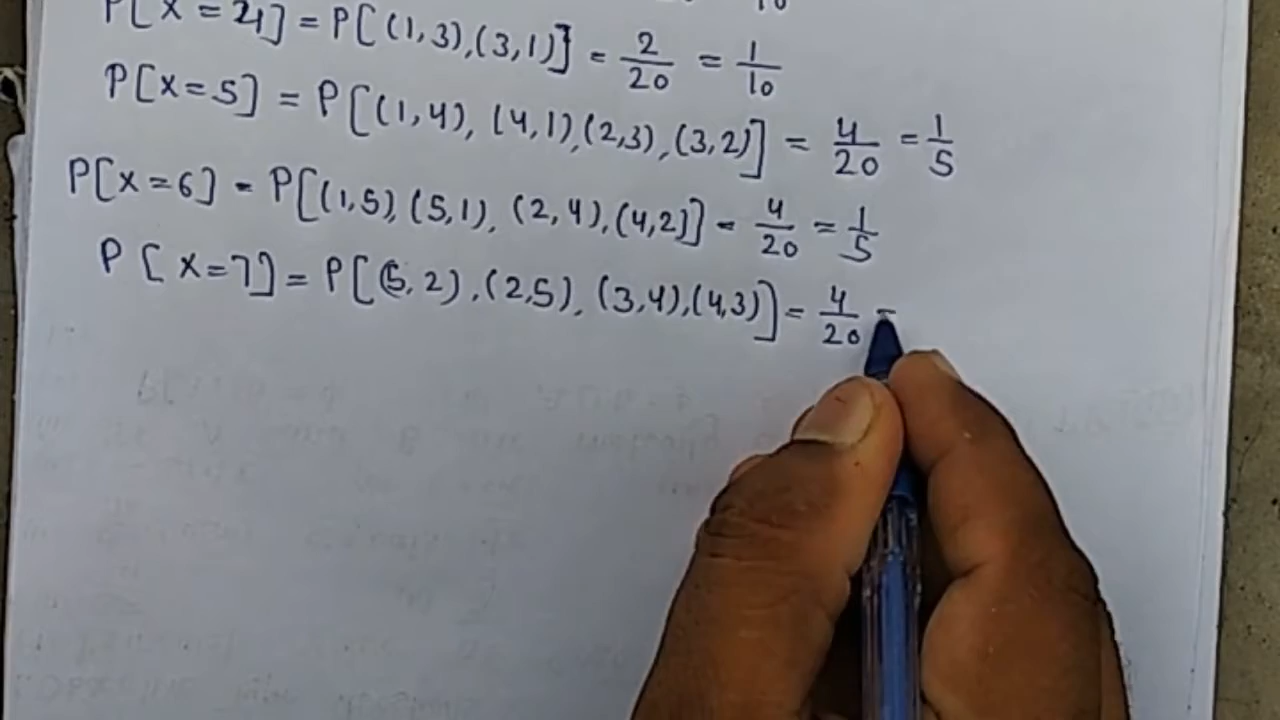 10
P[X=4] = P[(1,3),(3,1)] = 2/20 = 1/10
P[X=5] = P[(1,4), (4,1),(2,3),(3,2)] = 4/20 = 1/5
P[X=6] = P[(1,5),(5,1),(2,4),(4,2)] = 4/20 = 1/5
P[X=7] = P[(5,2),(2,5),(3,4),(4,3)] = 4/20 =